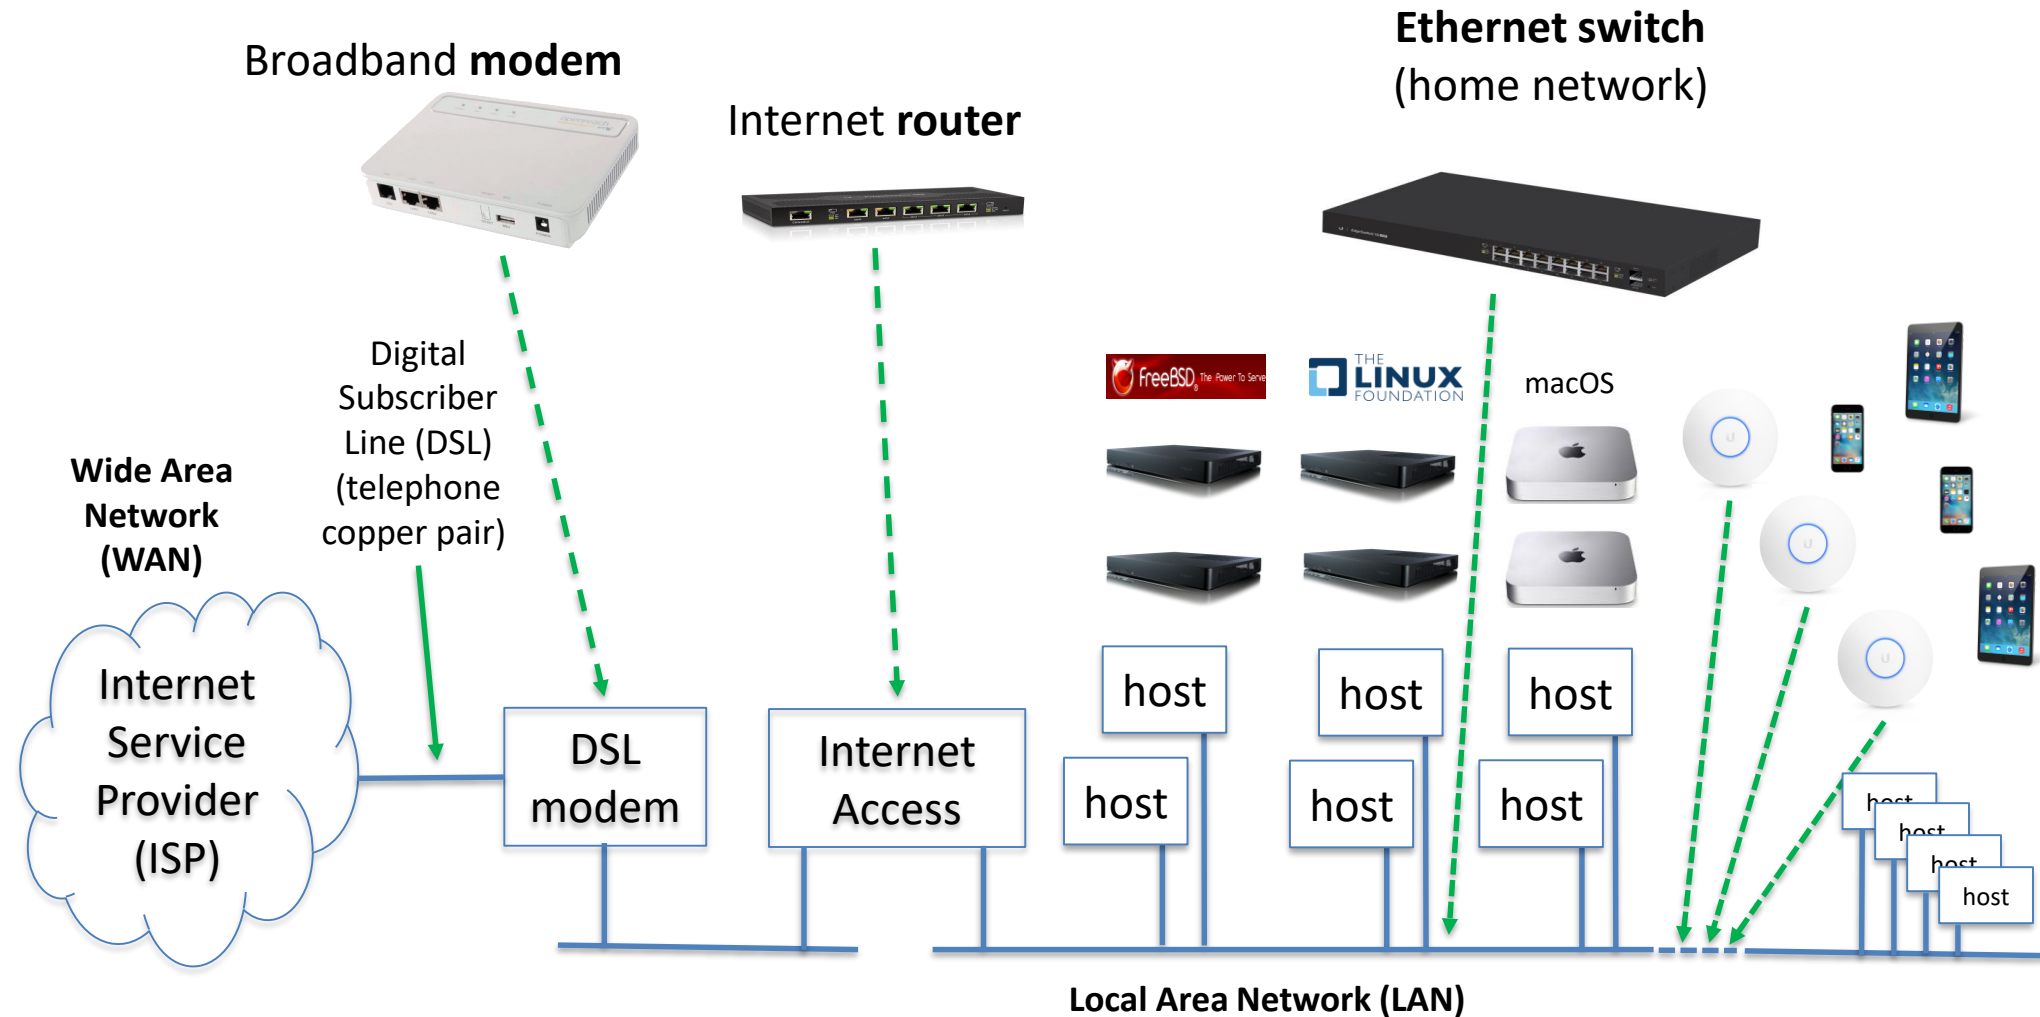 Ethernet switch
(home network)
Broadband modem
Internet router
Digital
Subscriber
Line (DSL)
(telephone
copper pair)
FreeBSD® The Power To Serve
THE
LINUX
FOUNDATION
macOS
Wide Area
Network
(WAN)
Internet
Service
Provider
(ISP)
DSL
modem
Internet
Access
host
host
host
host
host
host
host
host
host
host
Local Area Network (LAN)